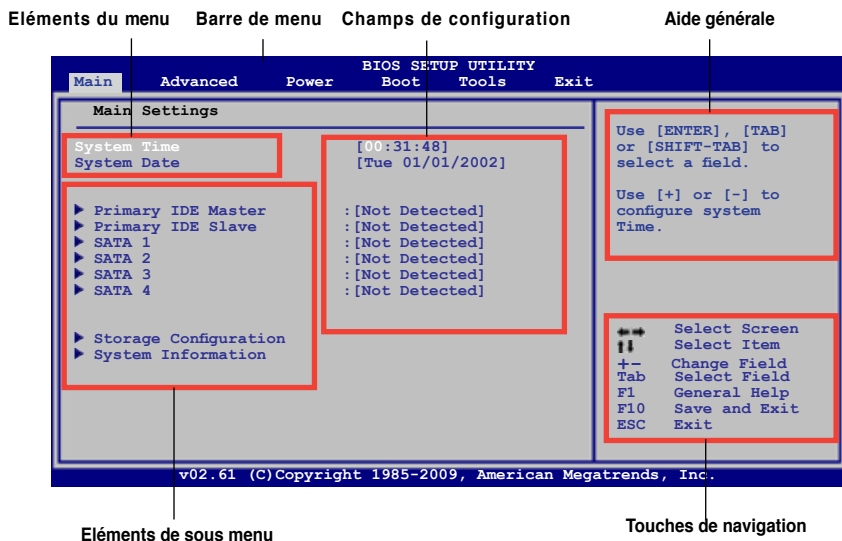 Eléments du menu Barre de menu Champs de configuration Aide générale
BIOS SETUP UTILITY
Main Advanced Power Boot Tools Exit
Main Settings
System Time [00:31:48]
System Date [Tue 01/01/2002]
Primary IDE Master :[Not Detected]
Primary IDE Slave :[Not Detected]
SATA 1 :[Not Detected]
SATA 2 :[Not Detected]
SATA 3 :[Not Detected]
SATA 4 :[Not Detected]
Storage Configuration
System Information
Use [ENTER], [TAB]
or [SHIFT-TAB] to
select a field.
Use [+] or [-] to
configure system
Time.
Select Screen
Select Item
+- Change Field
Tab Select Field
F1 General Help
F10 Save and Exit
ESC Exit
v02.61 (C)Copyright 1985-2009, American Megatrends, Inc.
Eléments de sous menu Touches de navigation